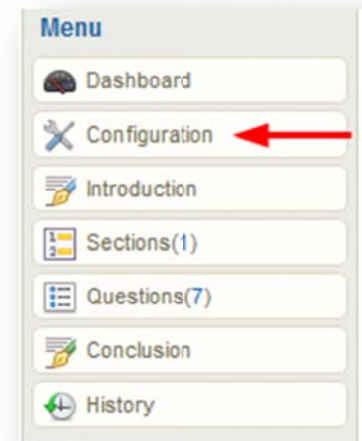 Menu
Dashboard
Configuration
Introduction
Sections(1)
Questions(7)
Conclusion
History